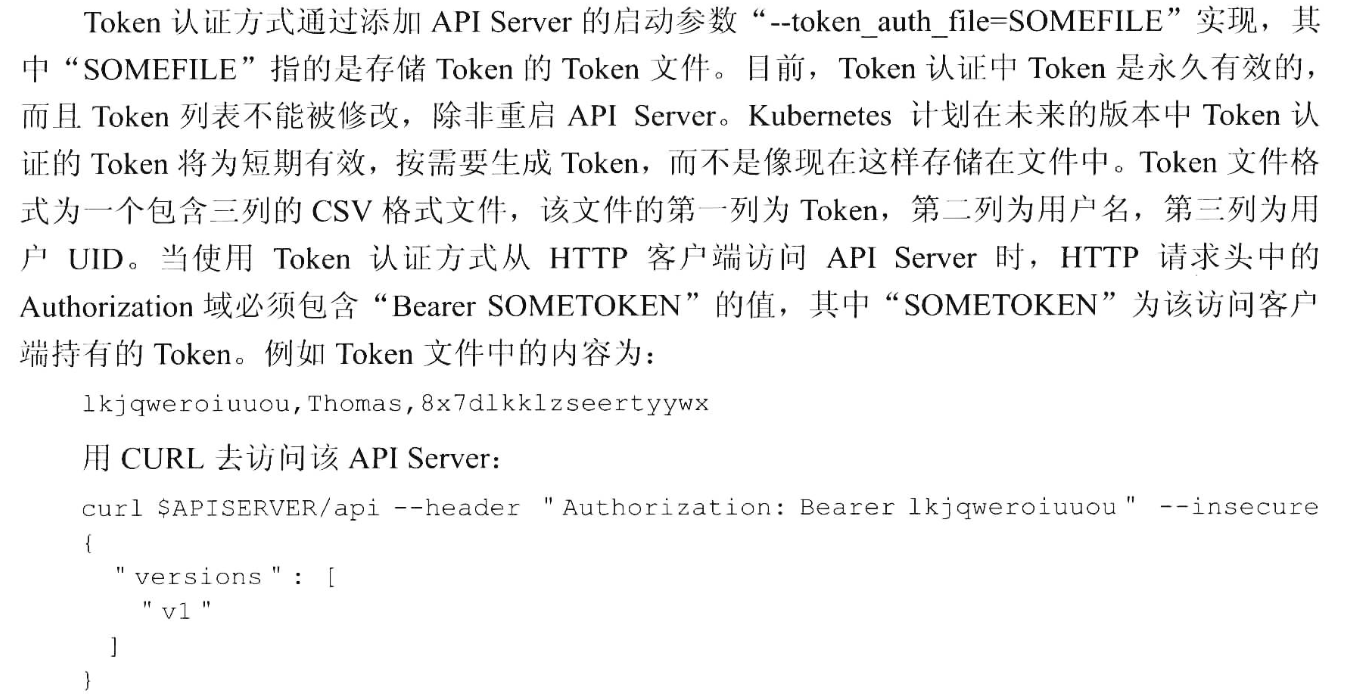 Token 认证方式通过添加 API Server 的启动参数“--token_auth_file=SOMEFILE”实现，其
中“SOMEFILE”指的是存储 Token 的 Token 文件。目前，Token 认证中 Token 是永久有效的，
而且 Token 列表不能被修改，除非重启 API Server。Kubernetes 计划在未来的版本中 Token 认
证的 Token 将为短期有效，按需要生成 Token，而不是像现在这样存储在文件中。Token 文件格
式为一个包含三列的 CSV 格式文件，该文件的第一列为 Token，第二列为用户名，第三列为用
户 UID。当使用 Token 认证方式从 HTTP 客户端访问 API Server 时，HTTP 请求头中的
Authorization 域必须包含“Bearer SOMETOKEN”的值，其中“SOMETOKEN”为该访问客户
端持有的 Token。例如 Token 文件中的内容为：
lkjqweroiuuou,Thomas,8x7dlkklzseertyywx
用 CURL 去访问该 API Server：
curl $APISERVER/api --header "Authorization: Bearer lkjqweroiuuou" --insecure
{
"versions": [
"v1"
]
}